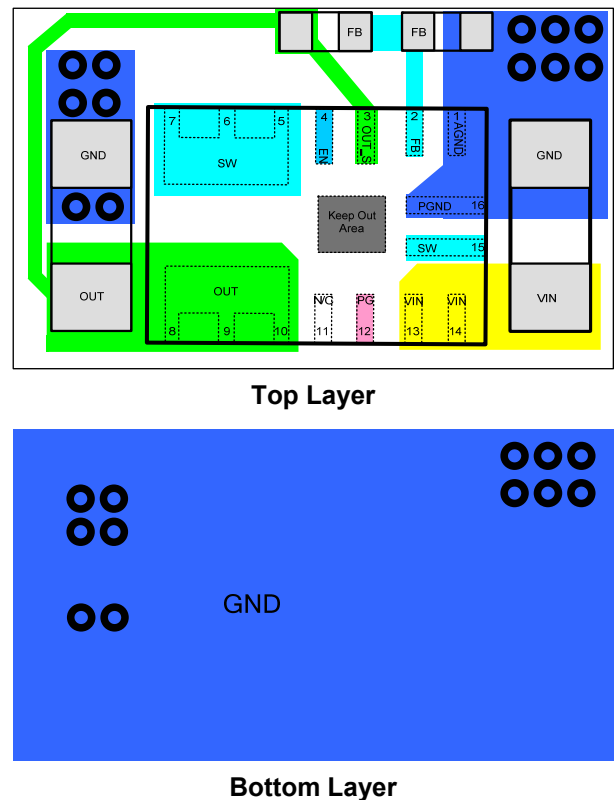 FB FB
7 6 5 4 3 2 1
EN OUT_S FB AGND
GND SW GND
PGND 16
Keep Out
Area
SW 15
OUT OUT VIN
N/C PG VIN VIN
8 9 10 11 12 13 14
Top Layer
GND
Bottom Layer